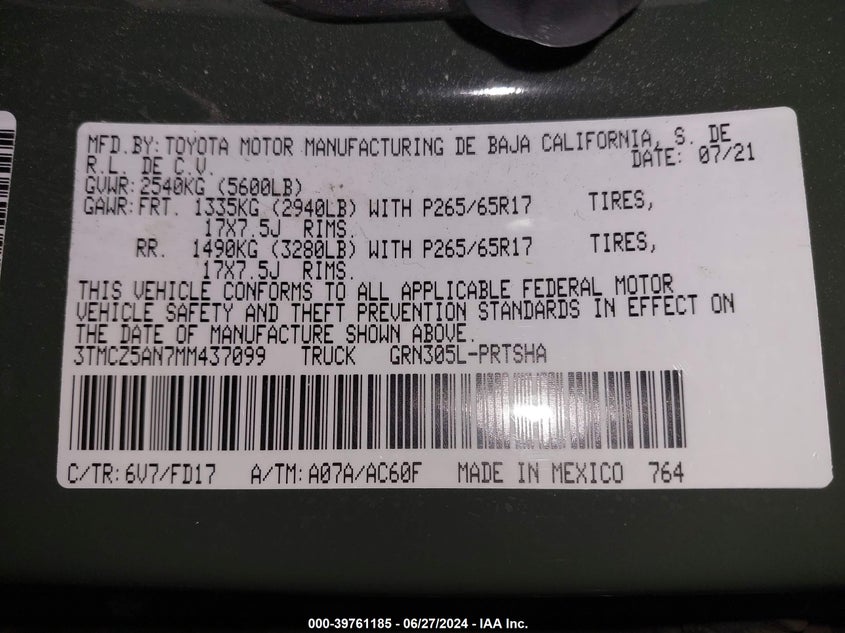 MFD.BY:TOYOTA MOTOR MANUFACTURING DE BAJA CALIFORNIA, S. DE
R.L. DE C.V. DATE: 07/21
GVWR:2540KG (5600LB)
GAWR:FRT. 1335KG (2940LB) WITH P265/65R17 TIRES,
17X7.5J RIMS.
RR. 1490KG (3280LB) WITH P265/65R17 TIRES,
17X7.5J RIMS.
THIS VEHICLE CONFORMS TO ALL APPLICABLE FEDERAL MOTOR
VEHICLE SAFETY AND THEFT PREVENTION STANDARDS IN EFFECT ON
THE DATE OF MANUFACTURE SHOWN ABOVE.
3TMCZ5AN7MM437099 TRUCK GRN305L-PRTSHA
C/TR:6V7/FD17 A/TM:A07A/AC60F MADE IN MEXICO 764
000-39761185 - 06/27/2024 - IAA Inc.